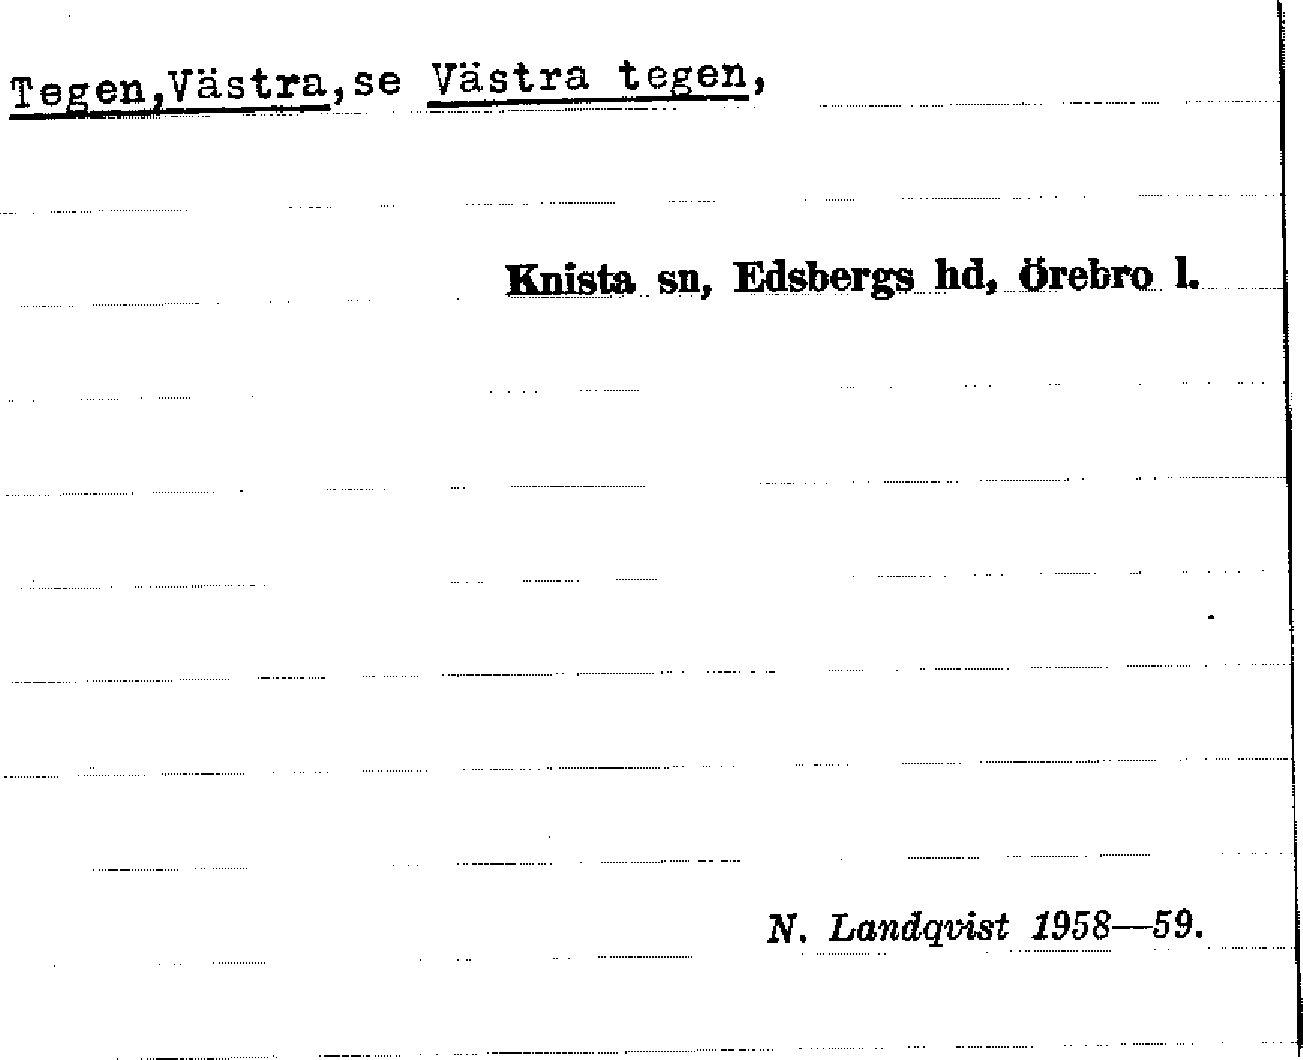 Tegen,Västra,se Västra tegen,
Knista sn, Edsbergs hd, Örebro l.
N. Landqvist 1958—59.